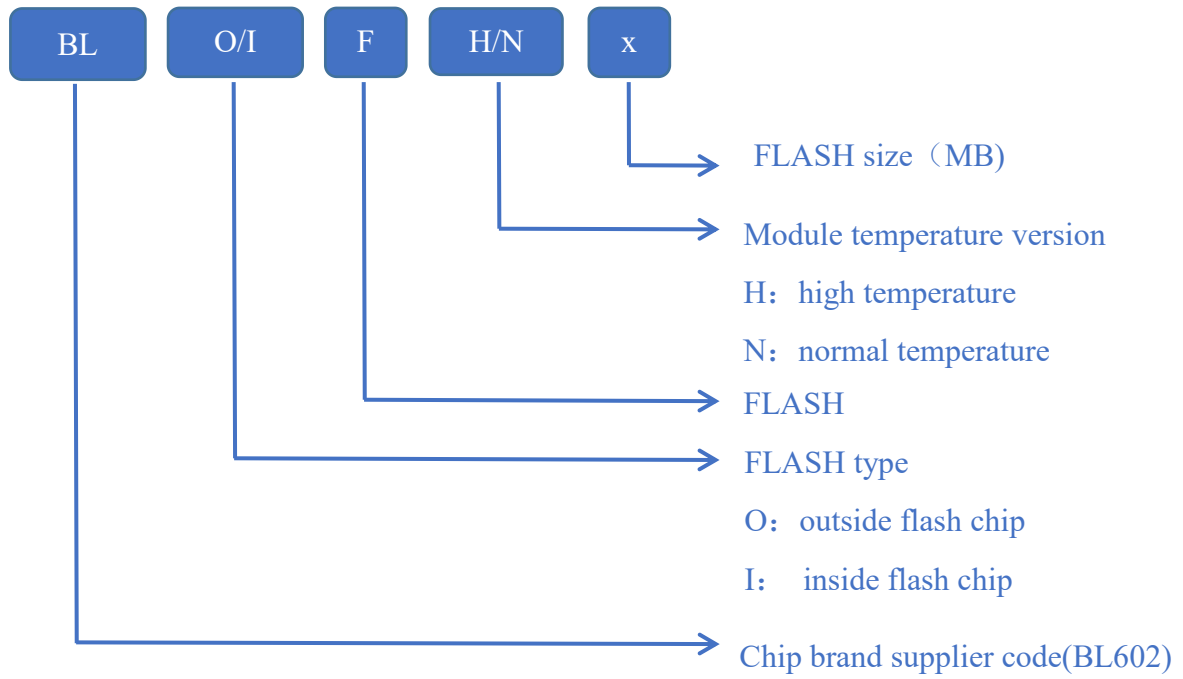 BL O/I F H/N x
FLASH size（MB)
Module temperature version
H： high temperature
N： normal temperature
FLASH
FLASH type
O： outside flash chip
I： inside flash chip
Chip brand supplier code(BL602)